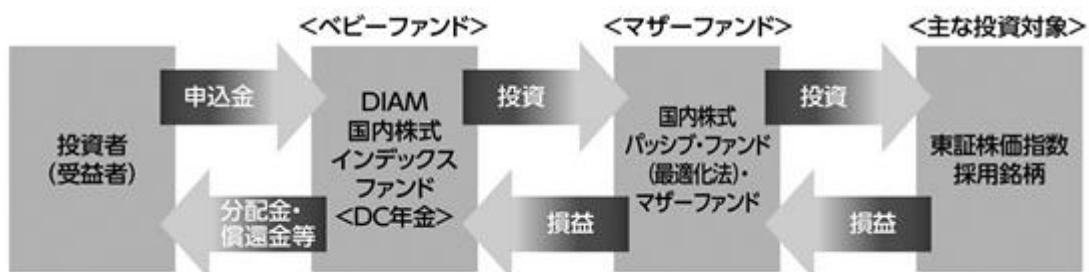 <ベビーファンド>
<マザーファンド>
<主な投資対象>
投資者
(受益者)
申込金
分配金・
償還金等
DIAM
国内株式
インデックス
ファンド
<DC年金>
投資
損益
国内株式
パッシブ・ファンド
(最適化法)・
マザーファンド
投資
損益
東証株価指数
採用銘柄